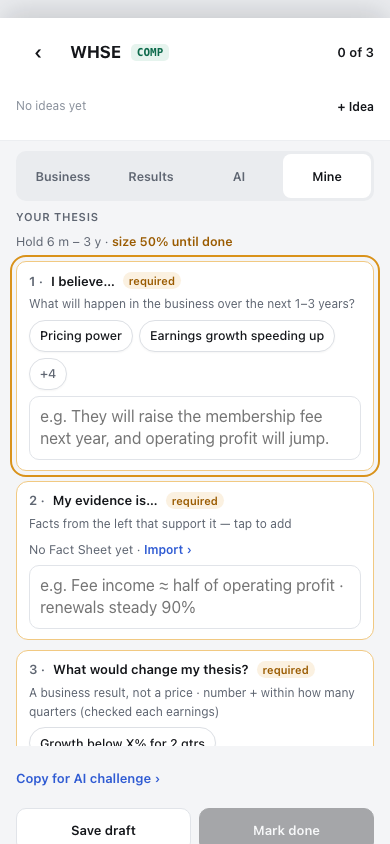 ‹ WHSE COMP 0 of 3
No ideas yet + Idea
Business Results AI Mine
YOUR THESIS
Hold 6 m – 3 y · size 50% until done
1 · I believe... required
What will happen in the business over the next 1–3 years?
Pricing power Earnings growth speeding up
+4
e.g. They will raise the membership fee
next year, and operating profit will jump.
2 · My evidence is... required
Facts from the left that support it — tap to add
No Fact Sheet yet · Import ›
e.g. Fee income ≈ half of operating profit ·
renewals steady 90%
3 · What would change my thesis? required
A business result, not a price · number + within how many
quarters (checked each earnings)
Growth below X% for 2 qtrs
Copy for AI challenge ›
Save draft Mark done